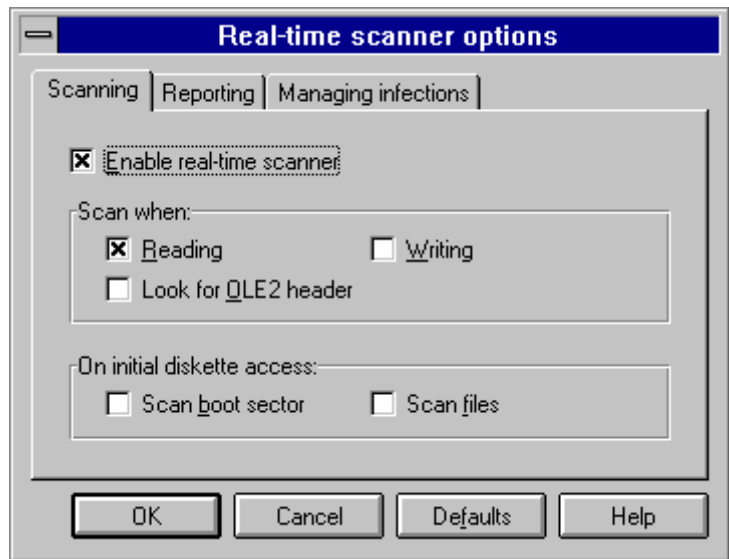 Real-time scanner options
Scanning Reporting Managing infections
Enable real-time scanner
Scan when:
Reading Writing
Look for OLE2 header
On initial diskette access:
Scan boot sector Scan files
OK Cancel Defaults Help